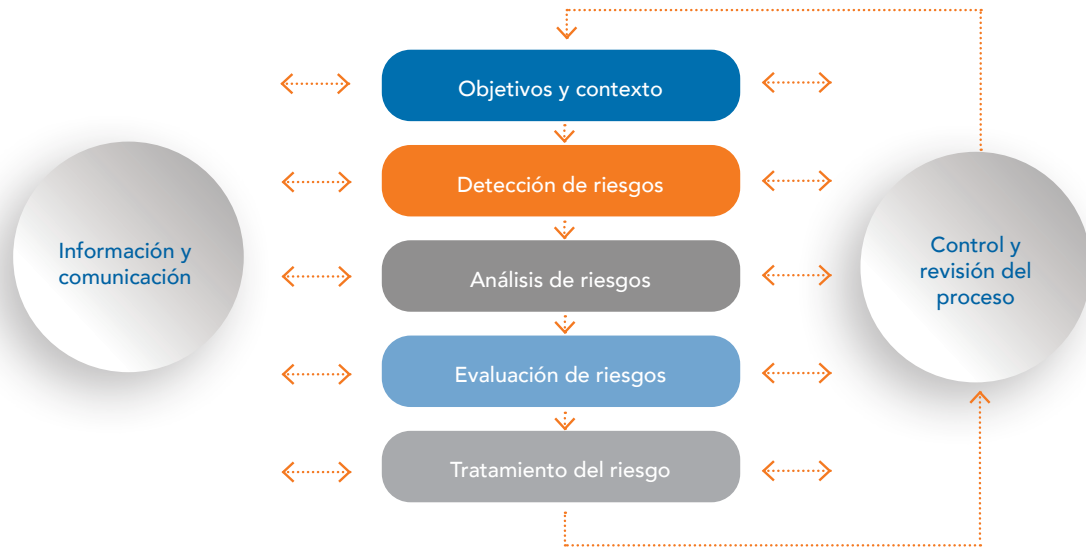 Objetivos y contexto
Detección de riesgos
Información y
comunicación
Análisis de riesgos
Control y
revisión del
proceso
Evaluación de riesgos
Tratamiento del riesgo